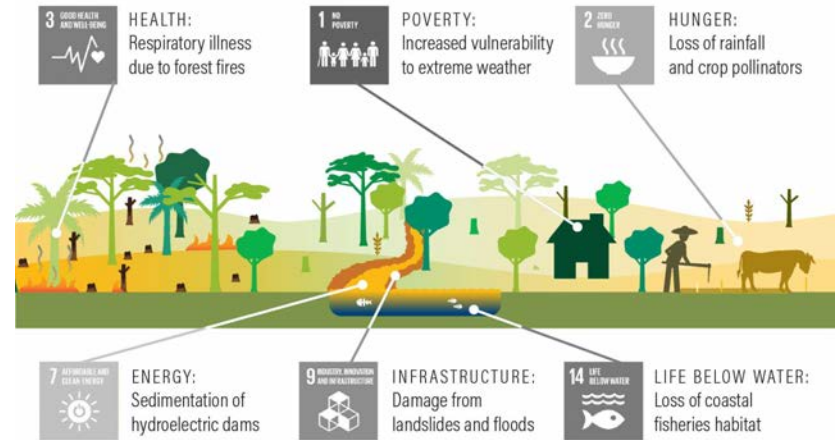 3 GOOD HEALTH
AND WELL-BEING
HEALTH:
Respiratory illness
due to forest fires
1 NO
POVERTY
POVERTY:
Increased vulnerability
to extreme weather
2 ZERO
HUNGER
HUNGER:
Loss of rainfall
and crop pollinators
7 AFFORDABLE AND
CLEAN ENERGY
ENERGY:
Sedimentation of
hydroelectric dams
9 INDUSTRY, INNOVATION
AND INFRASTRUCTURE
INFRASTRUCTURE:
Damage from
landslides and floods
14 LIFE
BELOW WATER
LIFE BELOW WATER:
Loss of coastal
fisheries habitat